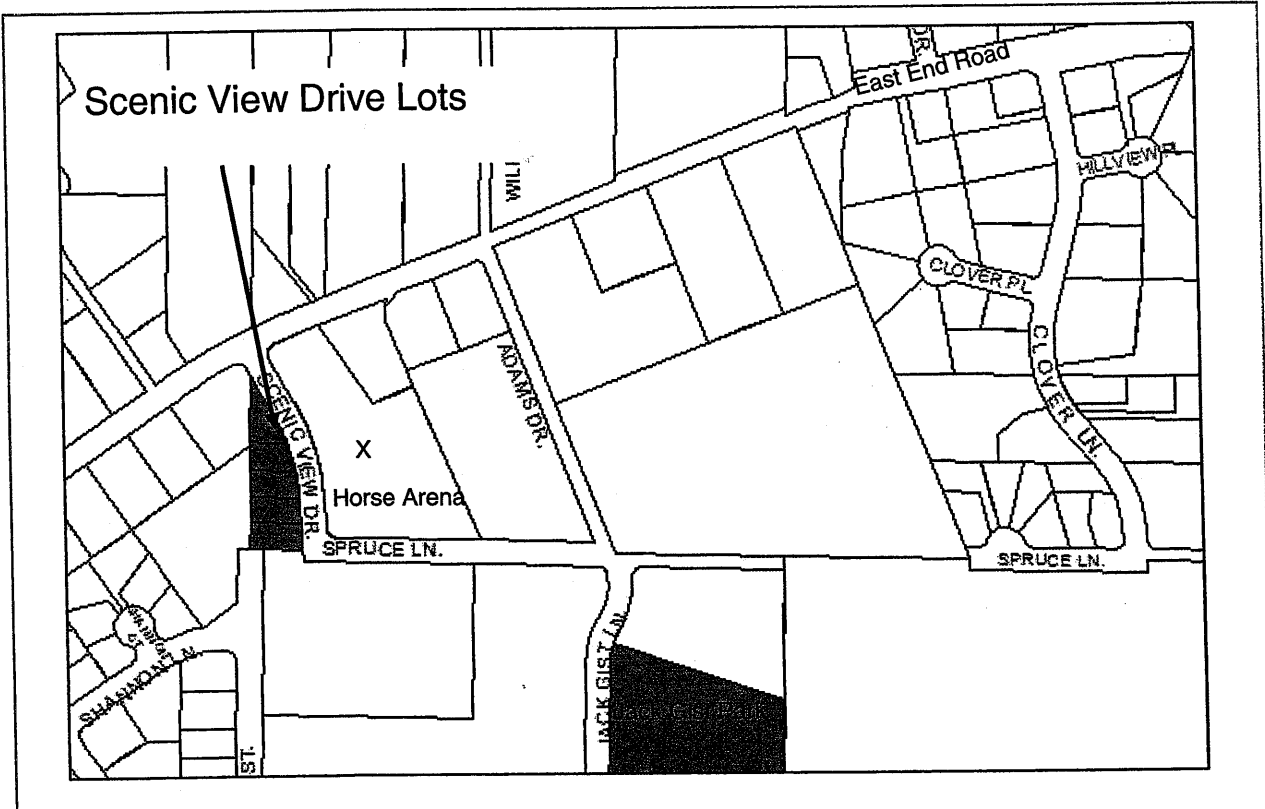 DR.
East End Road
Scenic View Drive Lots
HILLVIEW
WILL
CLOVER PL
CLOVER LN.
ADAMS DR.
SCENIC VIEW DR.
X
Horse Arena
SPRUCE LN.
SPRUCE LN.
JACK GIST LN.
SHANNON LN.
ST.